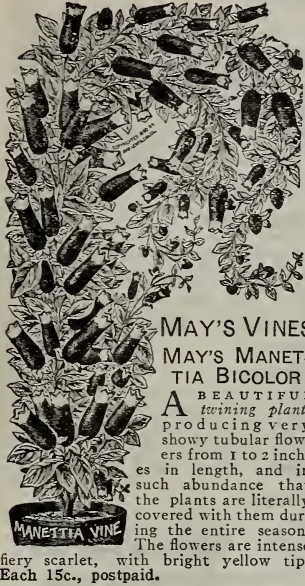 MAY'S VINES
MAY'S MANET-
TIA BICOLOR
A BEAUTIFUL
twining plant
producing very
showy tubular flow-
ers from 1 to 2 inch-
es in length, and in
such abundance that
the plants are literally
covered with them dur-
ing the entire season.
The flowers are intense
fiery scarlet, with bright yellow tip.
Each 15c., postpaid.
MANETTIA VINE